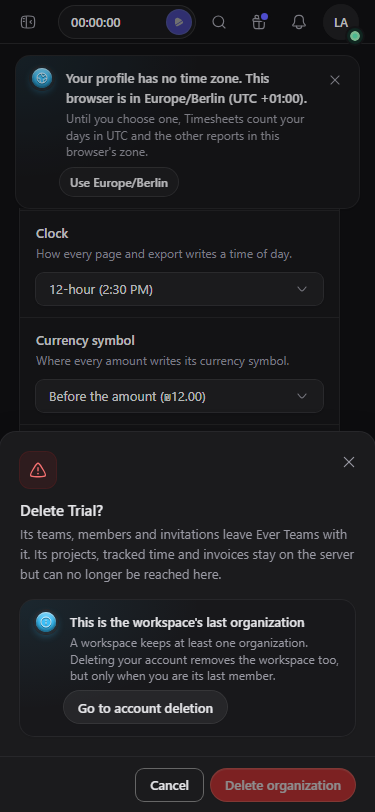 00:00:00
LA
Your profile has no time zone. This
browser is in Europe/Berlin (UTC +01:00).
Until you choose one, Timesheets count your
days in UTC and the other reports in this
browser's zone.
Use Europe/Berlin
Clock
How every page and export writes a time of day.
12-hour (2:30 PM)
Currency symbol
Where every amount writes its currency symbol.
Before the amount (₪12.00)
Delete Trial?
Its teams, members and invitations leave Ever Teams with
it. Its projects, tracked time and invoices stay on the server
but can no longer be reached here.
This is the workspace's last organization
A workspace keeps at least one organization.
Deleting your account removes the workspace too,
but only when you are its last member.
Go to account deletion
Cancel
Delete organization